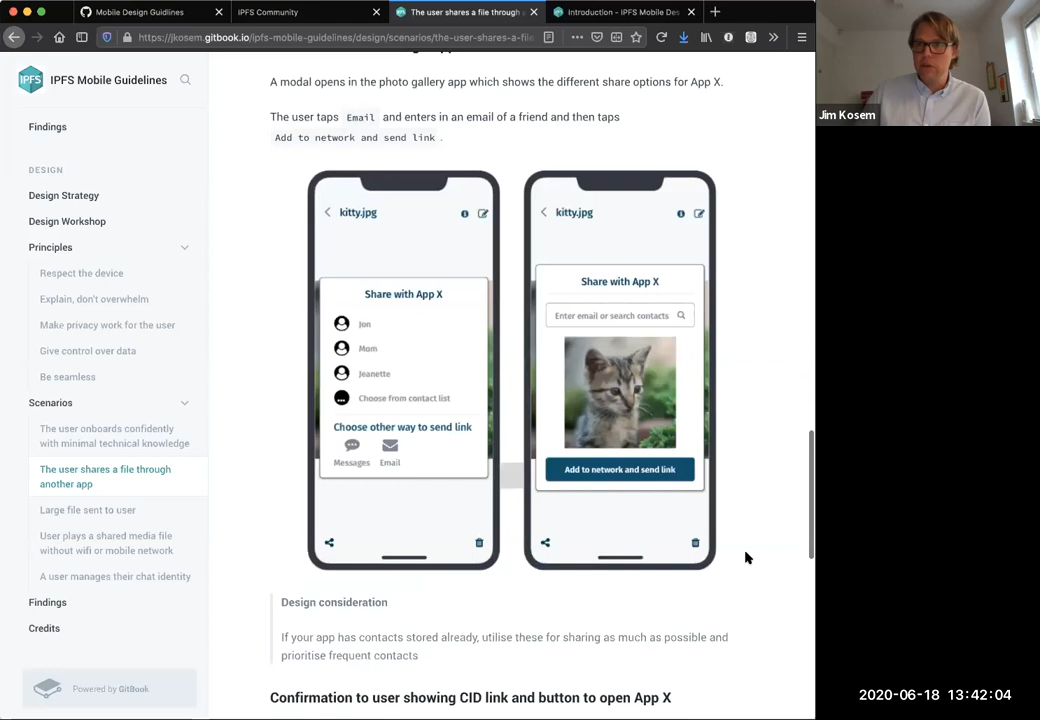 Mobile Design Guidlines
IPFS Community
The user shares a file through
Introduction - IPFS Mobile Des
https://jkosem.gitbook.io/ipfs-mobile-guidelines/design/scenarios/the-user-shares-a-file
IPFS
IPFS Mobile Guidelines
Findings
DESIGN
Design Strategy
Design Workshop
Principles
Respect the device
Explain, don't overwhelm
Make privacy work for the user
Give control over data
Be seamless
Scenarios
The user onboards confidently
with minimal technical knowledge
The user shares a file through
another app
Large file sent to user
User plays a shared media file
without wifi or mobile network
A user manages their chat identity
Findings
Credits
Powered by GitBook
A modal opens in the photo gallery app which shows the different share options for App X.
The user taps Email and enters in an email of a friend and then taps
Add to network and send link .
kitty.jpg
Share with App X
Jon
Mom
Jeanette
Choose from contact list
Choose other way to send link
Messages Email
kitty.jpg
Share with App X
Enter email or search contacts
Add to network and send link
Design consideration
If your app has contacts stored already, utilise these for sharing as much as possible and
prioritise frequent contacts
Confirmation to user showing CID link and button to open App X
Jim Kosem
2020-06-18 13:42:04